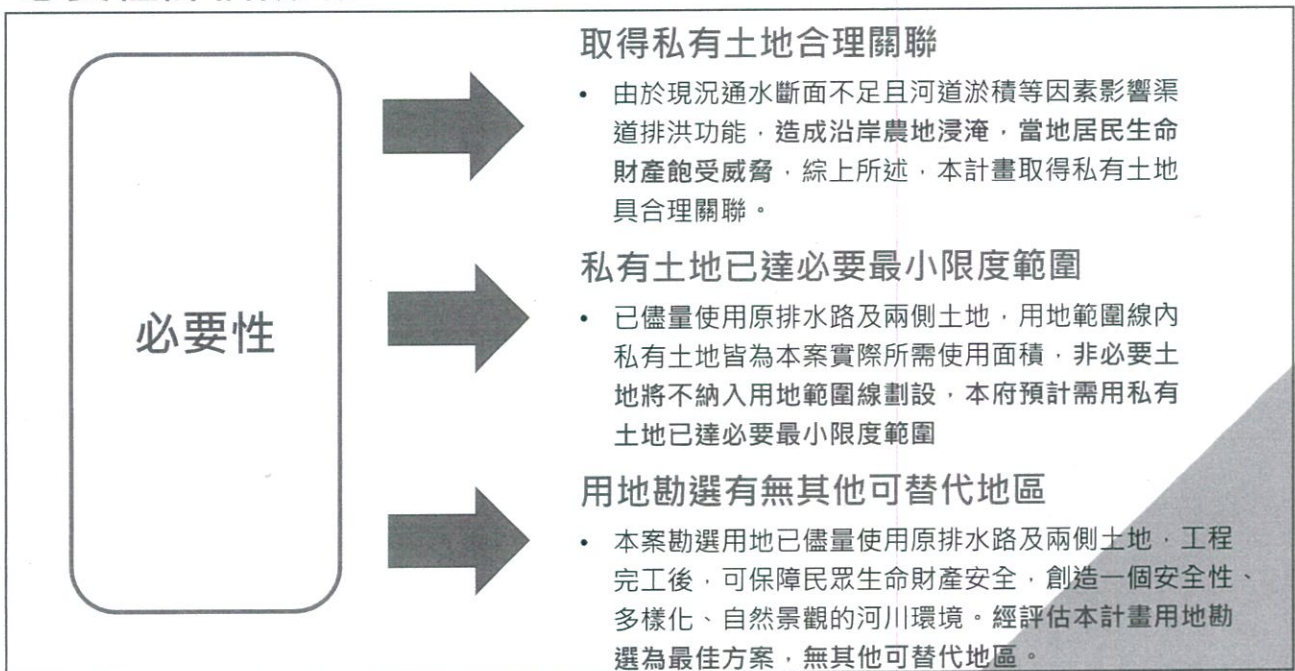 必要性
取得私有土地合理關聯
• 由於現況通水斷面不足且河道淤積等因素影響渠
道排洪功能，造成沿岸農地浸淹，當地居民生命
財產飽受威脅，綜上所述，本計畫取得私有土地
具合理關聯。
私有土地已達必要最小限度範圍
• 已儘量使用原排水路及兩側土地，用地範圍線內
私有土地皆為本案實際所需使用面積，非必要土
地將不納入用地範圍線劃設，本府預計需用私有
土地已達必要最小限度範圍
用地勘選有無其他可替代地區
• 本案勘選用地已儘量使用原排水路及兩側土地，工程
完工後，可保障民眾生命財產安全，創造一個安全性、
多樣化、自然景觀的河川環境。經評估本計畫用地勘
選為最佳方案，無其他可替代地區。